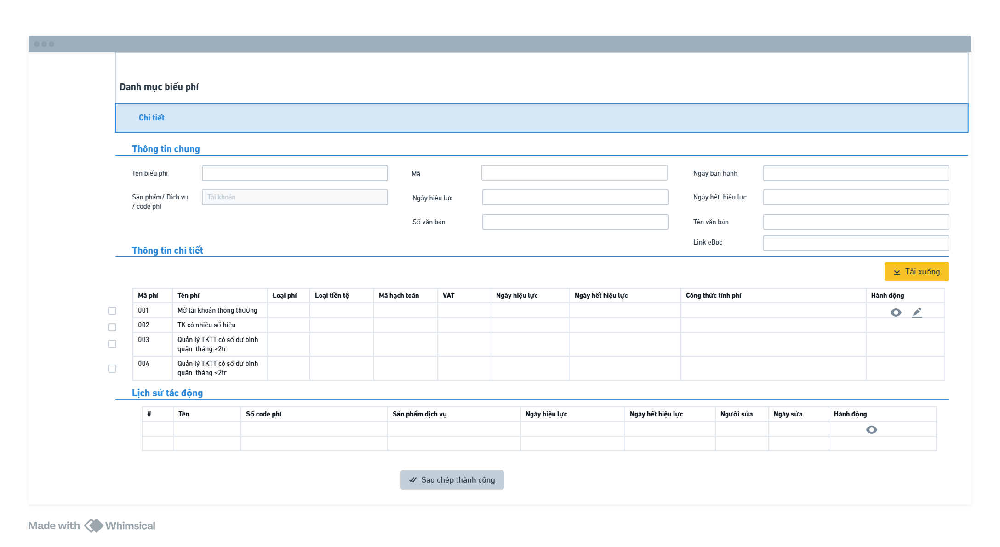 Danh mục biểu phí
Chi tiết
Thông tin chung
Tên biểu phí
Mã
Ngày ban hành
Sản phẩm/ Dịch vụ
/ code phí
Tài khoản
Ngày hiệu lực
Ngày hết  hiệu lực
Số văn bản
Tên văn bản
Link eDoc
Thông tin chi tiết
Tải xuống
Mã phí Tên phí Loại phí Loại tiền tệ Mã hạch toán VAT Ngày hiệu lực Ngày hết hiệu lực Công thức tính phí Hành động
001 Mở tài khoản thông thường
002 TK có nhiều số hiệu
003 Quản lý TKTT có số dư bình
quân  tháng ≥2tr
004 Quản lý TKTT có số dư bình
quân  tháng <2tr
Lịch sử tác động
# Tên Số code phí Sản phẩm dịch vụ Ngày hiệu lực Ngày hết hiệu lực Người sửa Ngày sửa Hành động
Sao chép thành công
Made with Whimsical